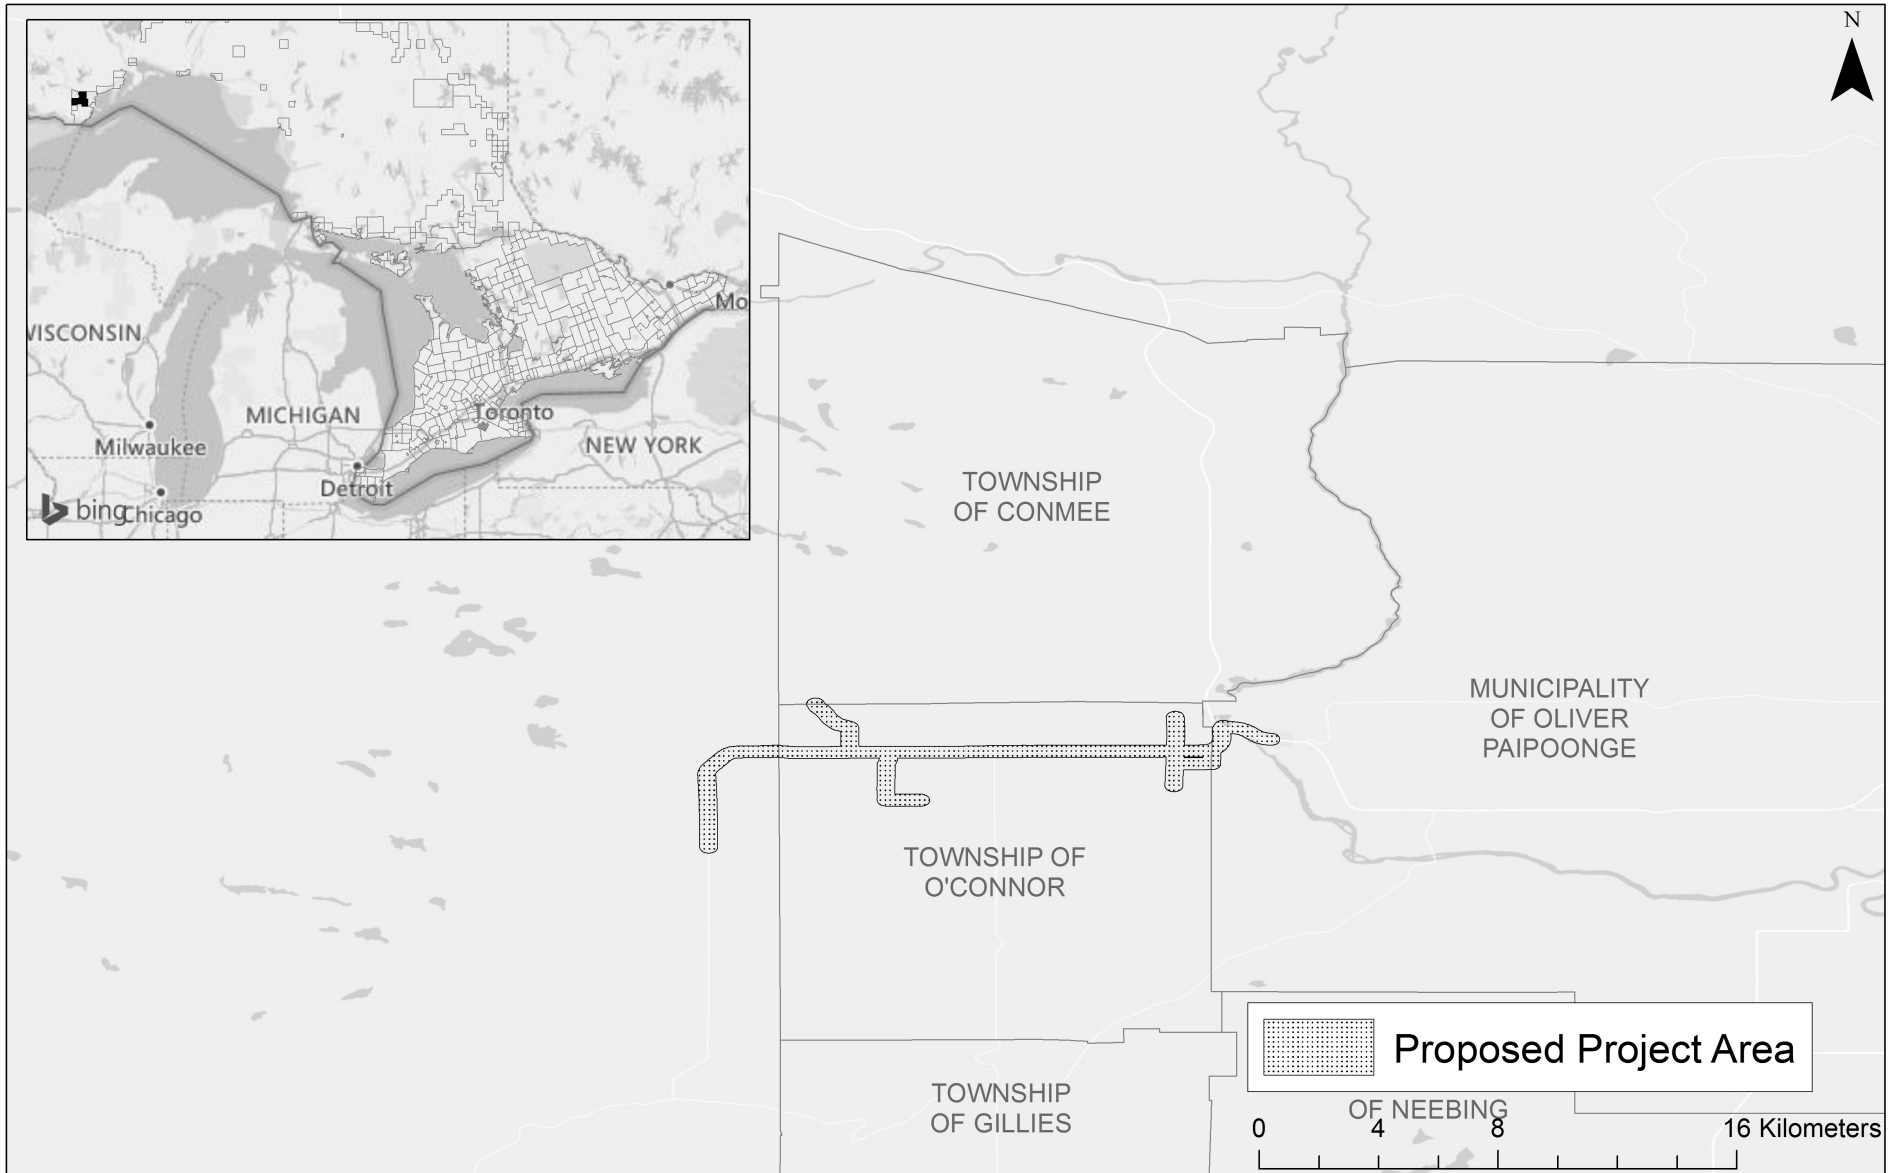 N
WISCONSIN
MICHIGAN
Milwaukee
Detroit
bing
Chicago
Toronto
NEW YORK
Mo
TOWNSHIP
OF CONMEE
MUNICIPALITY
OF OLIVER
PAIPOONGE
TOWNSHIP OF
O'CONNOR
TOWNSHIP
OF GILLIES
Proposed Project Area
OF NEEBING
0 4 8 16 Kilometers